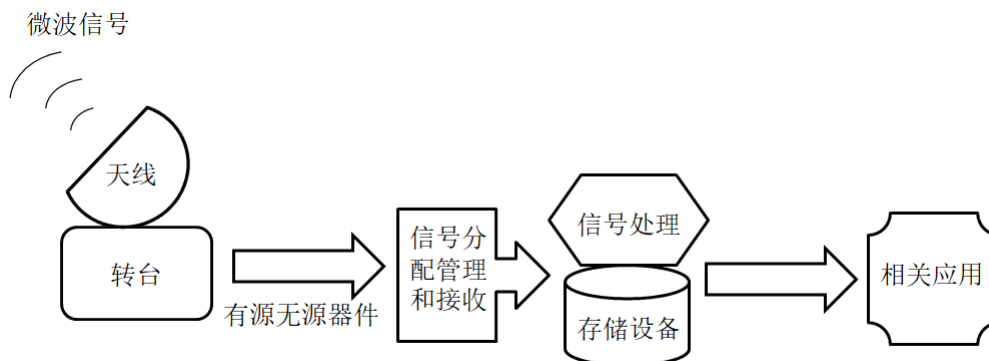 微波信号
天线
转台
有源无源器件
信号分
配管理
和接收
信号处理
存储设备
相关应用